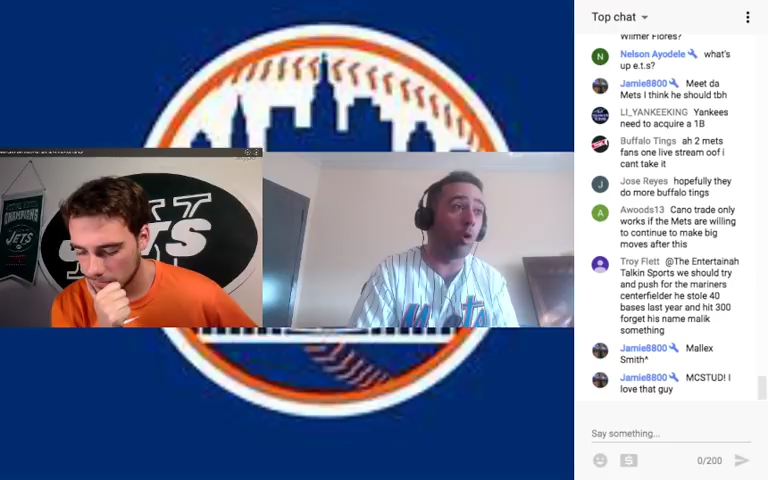 Top chat
Wilmer Flores?
Nelson Ayodele what's
up e.t.s?
Jamie8800 Meet da
Mets I think he should tbh
LI_YANKEEKING Yankees
need to acquire a 1B
Buffalo Tings ah 2 mets
fans one live stream oof i
cant take it
Jose Reyes hopefully they
do more buffalo tings
Awoods13 Cano trade only
works if the Mets are willing
to continue to make big
moves after this
Troy Flett @The Entertainah
Talkin Sports we should try
and push for the mariners
centerfielder he stole 40
bases last year and hit 300
forget his name malik
something
Jamie8800 Mallex
Smith^
Jamie8800 MCSTUD! I
love that guy
Say something...
0/200
CHAMPIONS
JETS
JETS
Mets